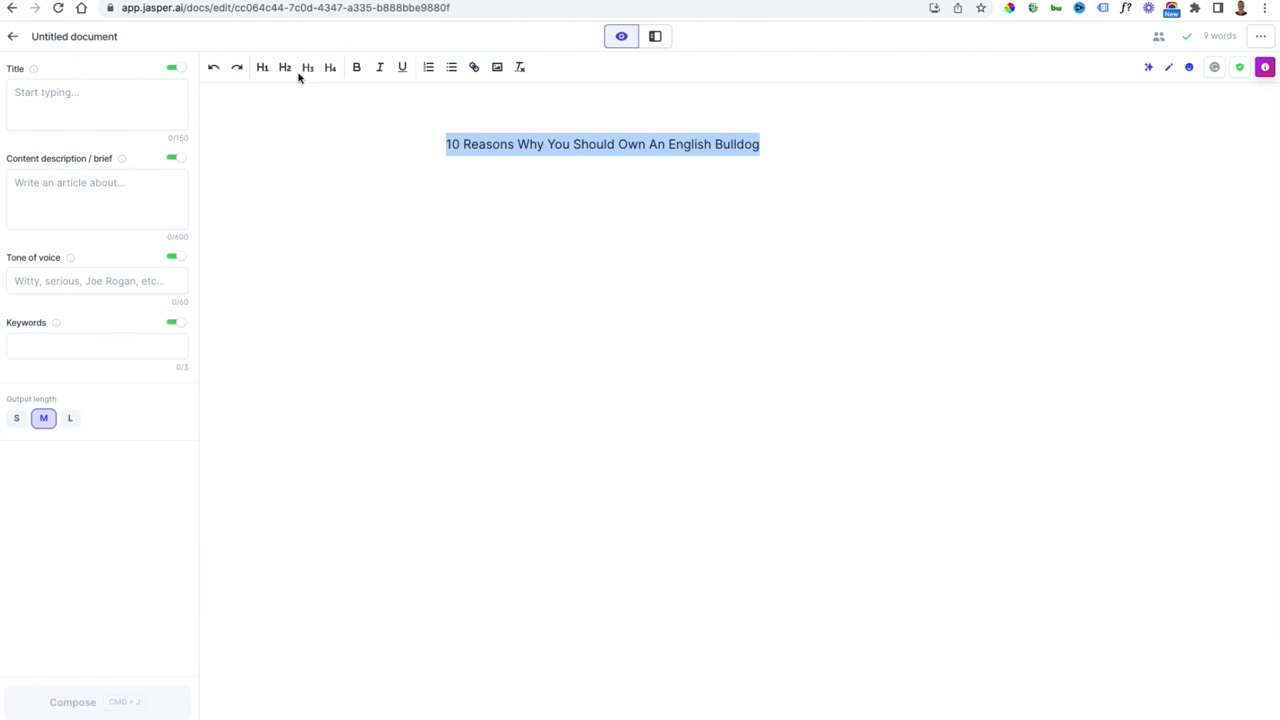 app.jasper.ai/docs/edit/cc064c44-7c0d-4347-a335-b888bbe9880f
f?
New
Untitled document
9 words
Title
H1 H2 H3 H4 B I U
Start typing...
0/150
10 Reasons Why You Should Own An English Bulldog
Content description / brief
Write an article about...
0/600
Tone of voice
Witty, serious, Joe Rogan, etc...
0/60
Keywords
0/3
Output length
S M L
Compose CMD + J